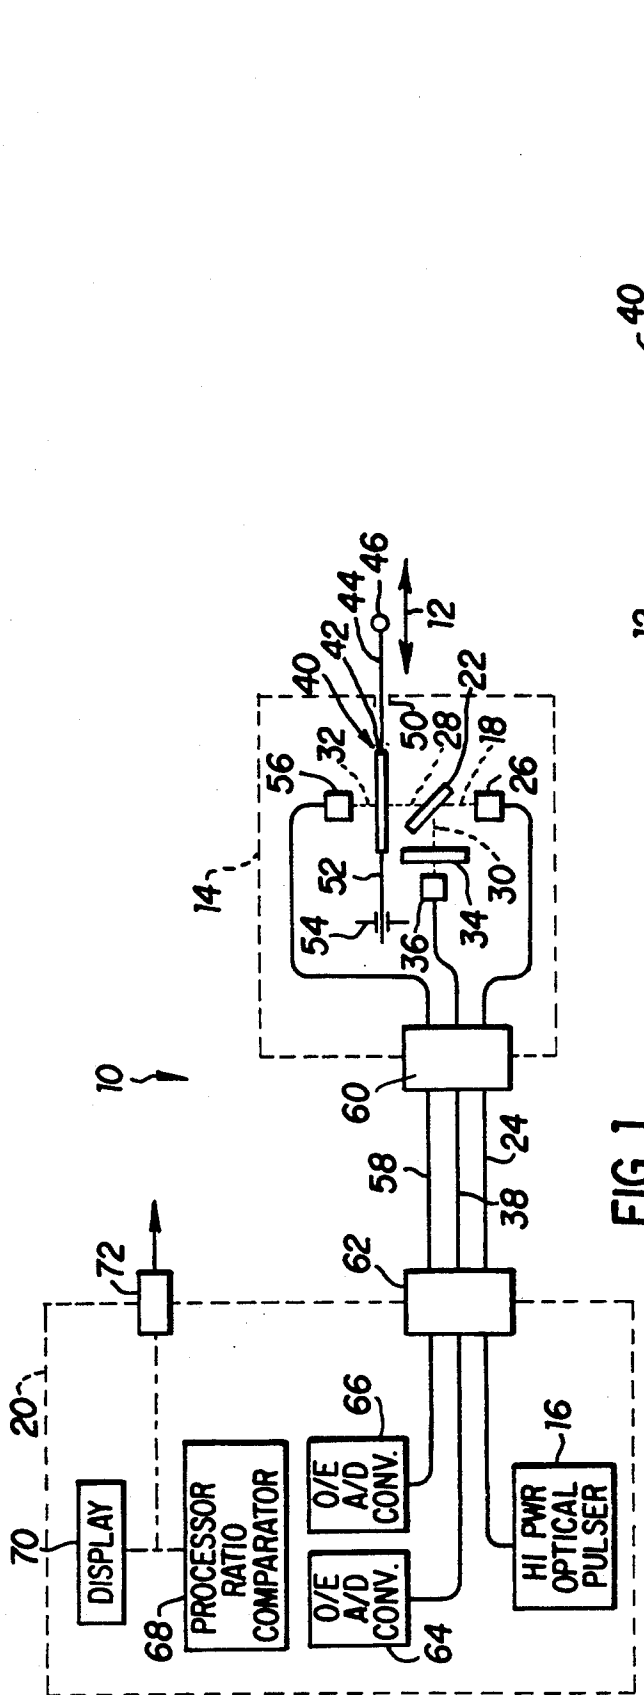 10
20
70
DISPLAY
72
68
PROCESSOR
RATIO
COMPARATOR
64
O/E
A/D
CONV.
66
O/E
A/D
CONV.
16
HI PWR
OPTICAL
PULSER
62
58
38
24
60
14
56
32
40
42
44
46
12
52
54
36
34
30
50
28
22
18
26
FIG. 1
40
12